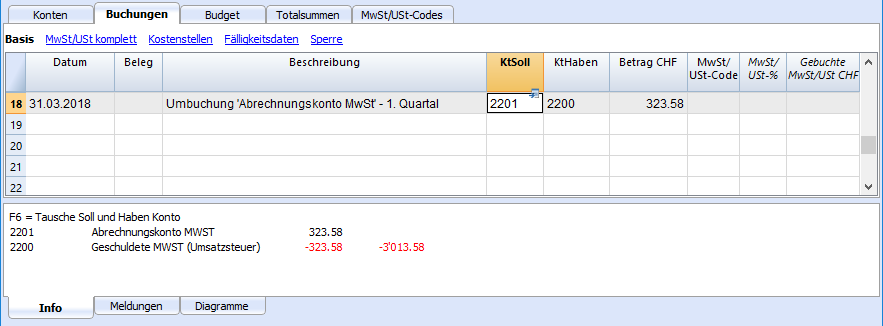 Konten Buchungen Budget Totalsummen MwSt/USt-Codes
Basis MwSt/USt komplett Kostenstellen Fälligkeitsdaten Sperre
Datum Beleg Beschreibung KtSoll KtHaben Betrag CHF MwSt/ USt-Code MwSt/ USt-% Gebuchte MwSt/USt CHF
18 31.03.2018 Umbuchung 'Abrechnungskonto MwSt' - 1. Quartal 2201 2200 323.58
19
20
21
22
F6 = Tausche Soll und Haben Konto
2201 Abrechnungskonto MWST 323.58
2200 Geschuldete MWST (Umsatzsteuer) -323.58 -3'013.58
Info Meldungen Diagramme